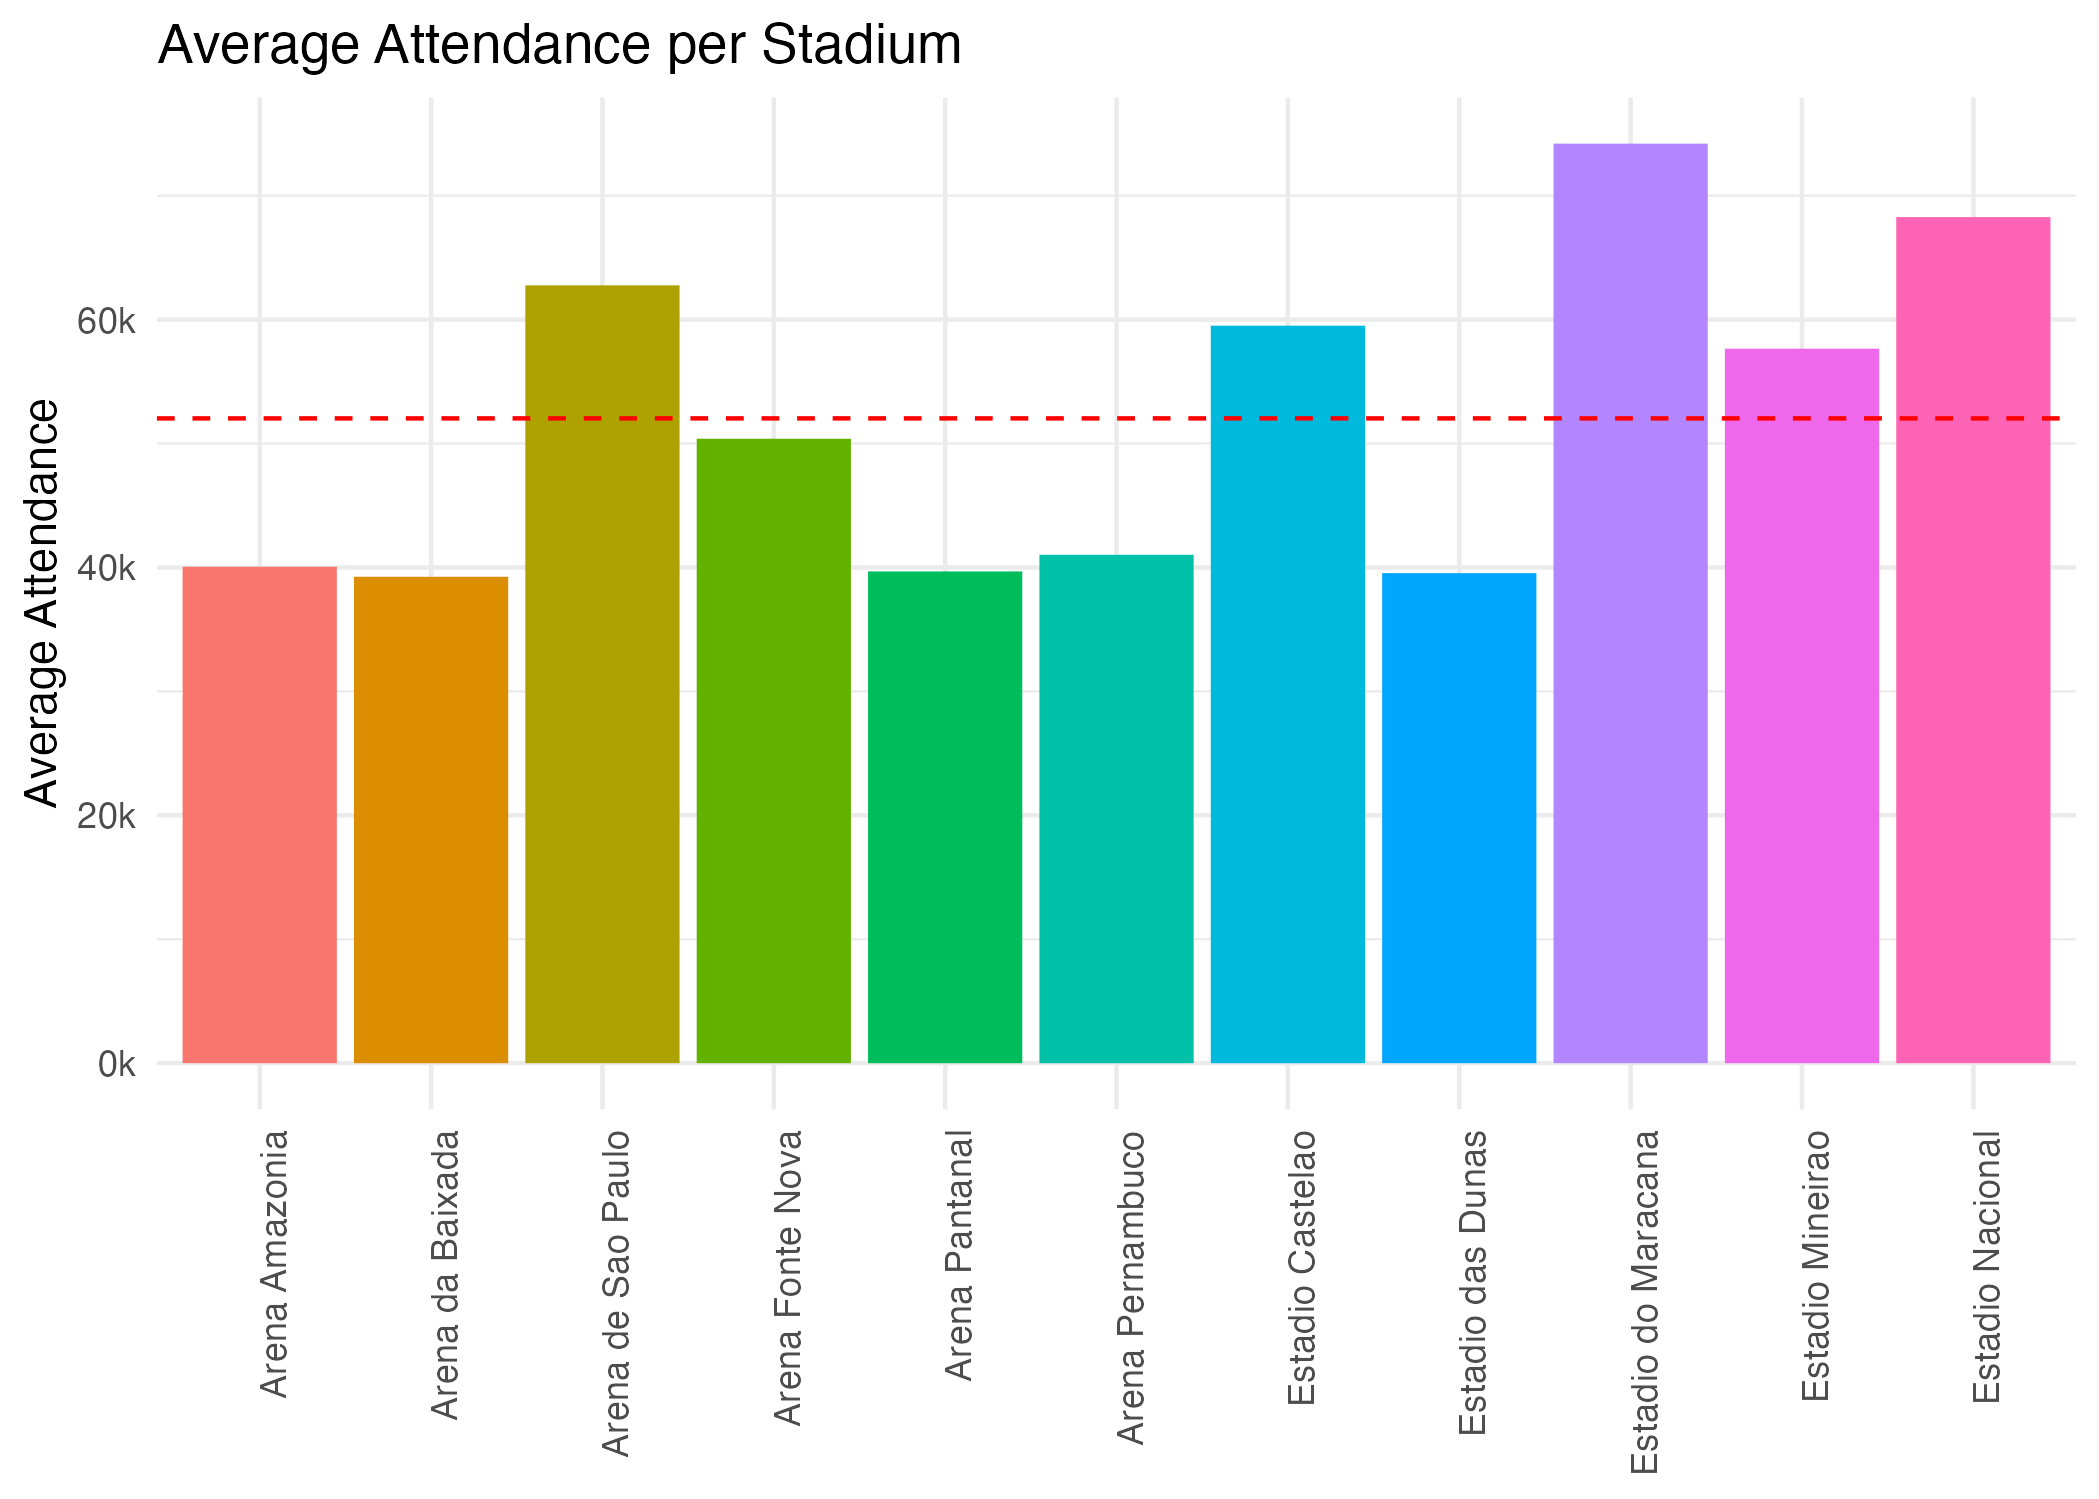 Average Attendance per Stadium
Average Attendance
60k
40k
20k
0k
Arena Amazonia
Arena da Baixada
Arena de Sao Paulo
Arena Fonte Nova
Arena Pantanal
Arena Pernambuco
Estadio Castelao
Estadio das Dunas
Estadio do Maracana
Estadio Mineirao
Estadio Nacional